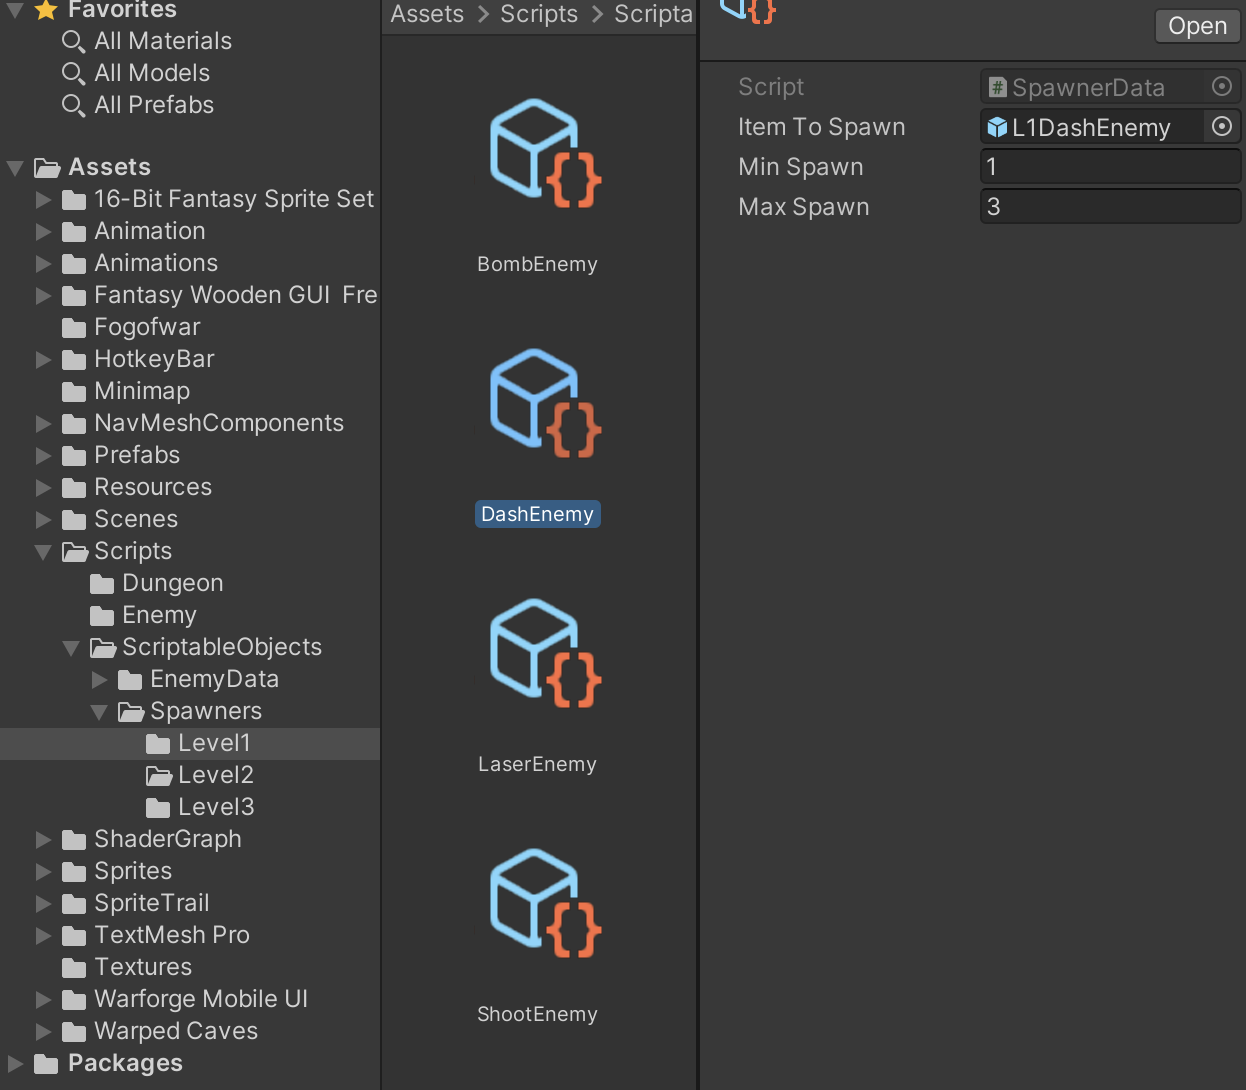 Favorites
All Materials
All Models
All Prefabs
Assets
16-Bit Fantasy Sprite Set
Animation
Animations
Fantasy Wooden GUI  Fre
Fogofwar
HotkeyBar
Minimap
NavMeshComponents
Prefabs
Resources
Scenes
Scripts
Dungeon
Enemy
ScriptableObjects
EnemyData
Spawners
Level1
Level2
Level3
ShaderGraph
Sprites
SpriteTrail
TextMesh Pro
Textures
Warforge Mobile UI
Warped Caves
Packages
Assets > Scripts > Scripta
BombEnemy
DashEnemy
LaserEnemy
ShootEnemy
Open
Script # SpawnerData
Item To Spawn L1DashEnemy
Min Spawn 1
Max Spawn 3